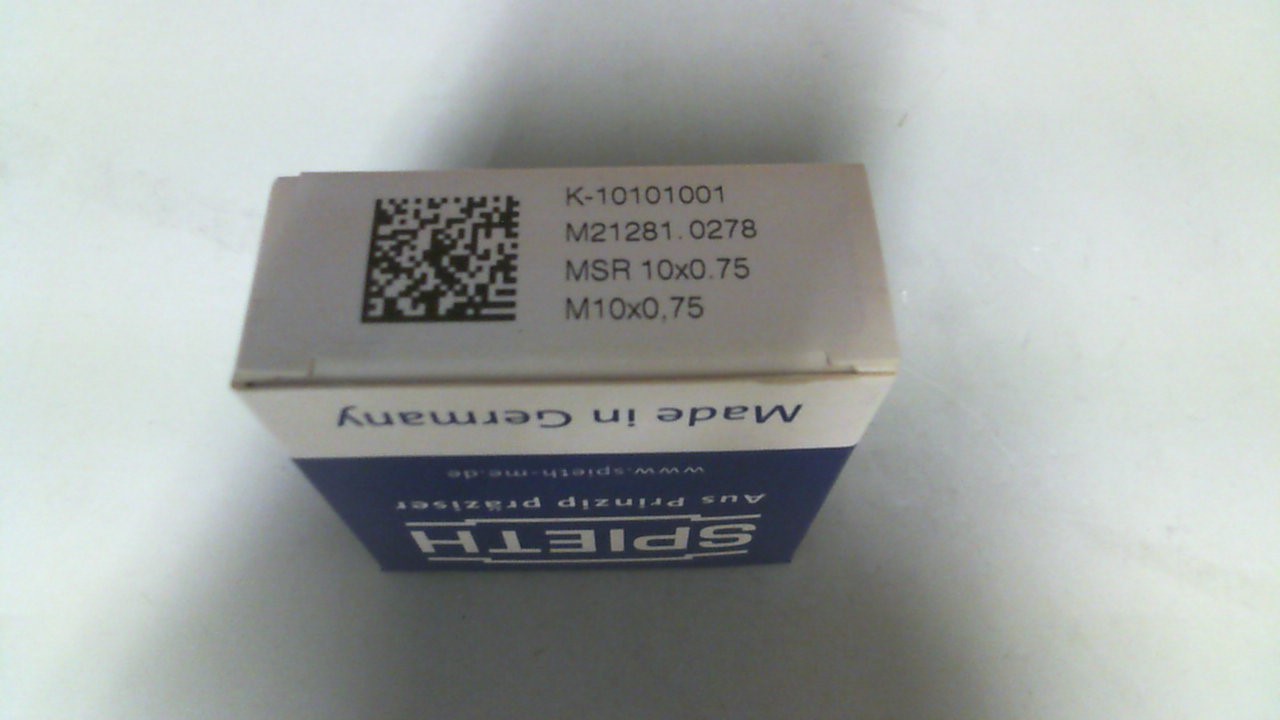 K-10101001
M21281.0278
MSR 10x0.75
M10x0,75
Made in Germany
www.spieth-me.de
Aus Prinzip präziser
SPIETH